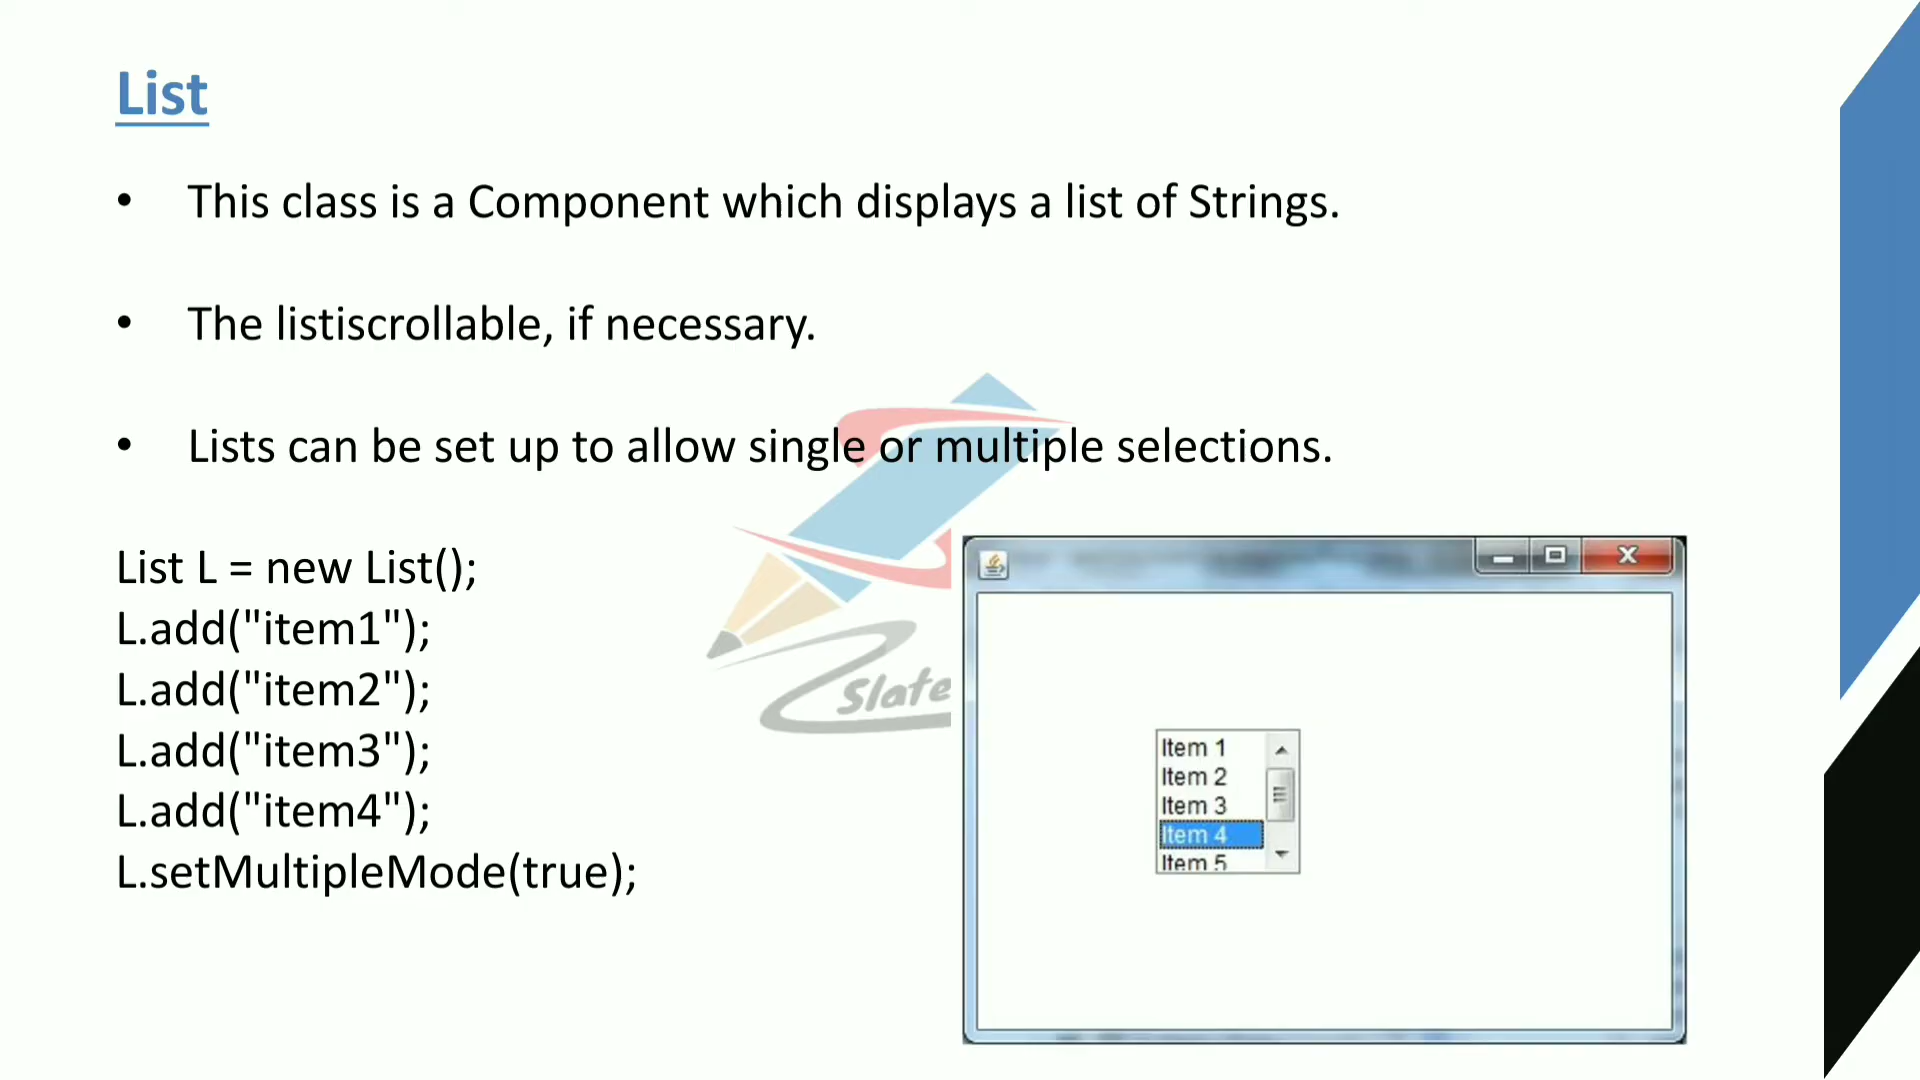 List
• This class is a Component which displays a list of Strings.
• The listiscrollable, if necessary.
• Lists can be set up to allow single or multiple selections.
List L = new List();
L.add("item1");
L.add("item2");
L.add("item3");
L.add("item4");
L.setMultipleMode(true);
Slate
Item 1
Item 2
Item 3
Item 4
Item 5